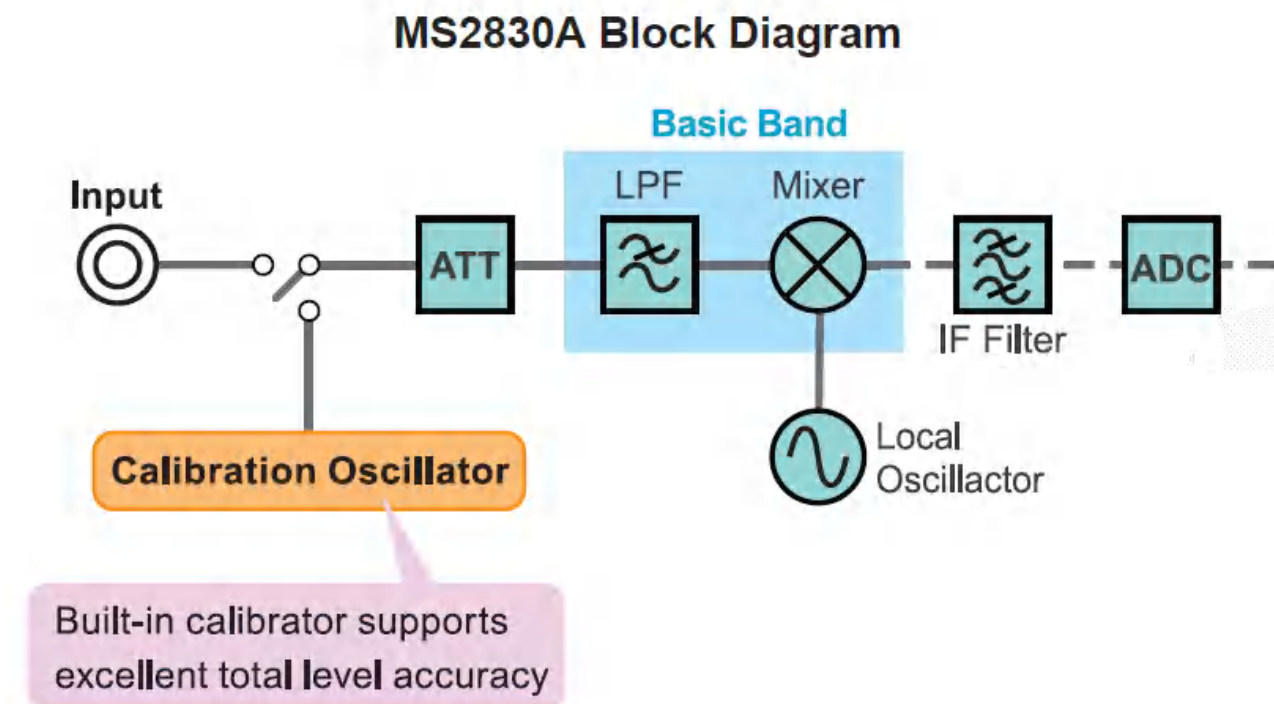 MS2830A Block Diagram
Basic Band
Input
LPF
Mixer
ATT
ADC
IF Filter
Calibration Oscillator
Local
Oscillactor
Built-in calibrator supports
excellent total level accuracy